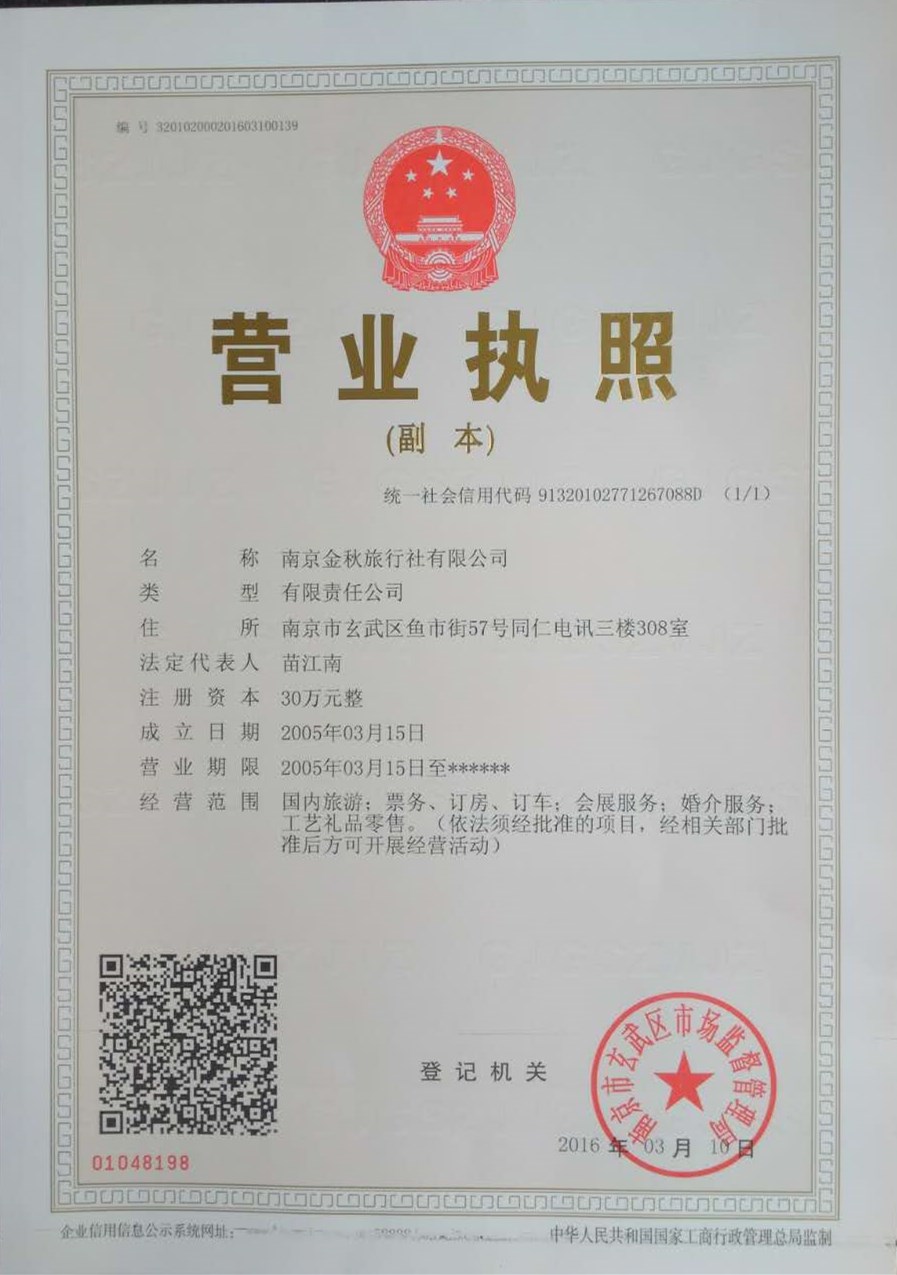 编 号 320102000201603100139
营业执照
(副 本)
统一社会信用代码 91320102771267088D （1/1）
名 称 南京金秋旅行社有限公司
类 型 有限责任公司
住 所 南京市玄武区鱼市街57号同仁电讯三楼308室
法定代表人 苗江南
注册资本 30万元整
成立日期 2005年03月15日
营业期限 2005年03月15日至******
经营范围 国内旅游；票务、订房、订车；会展服务；婚介服务；
工艺礼品零售。（依法须经批准的项目，经相关部门批
准后方可开展经营活动）
登记机关
南京市玄武区市场监督管理局
2016 年 03 月 10 日
01048198
企业信用信息公示系统网址：
中华人民共和国国家工商行政管理总局监制